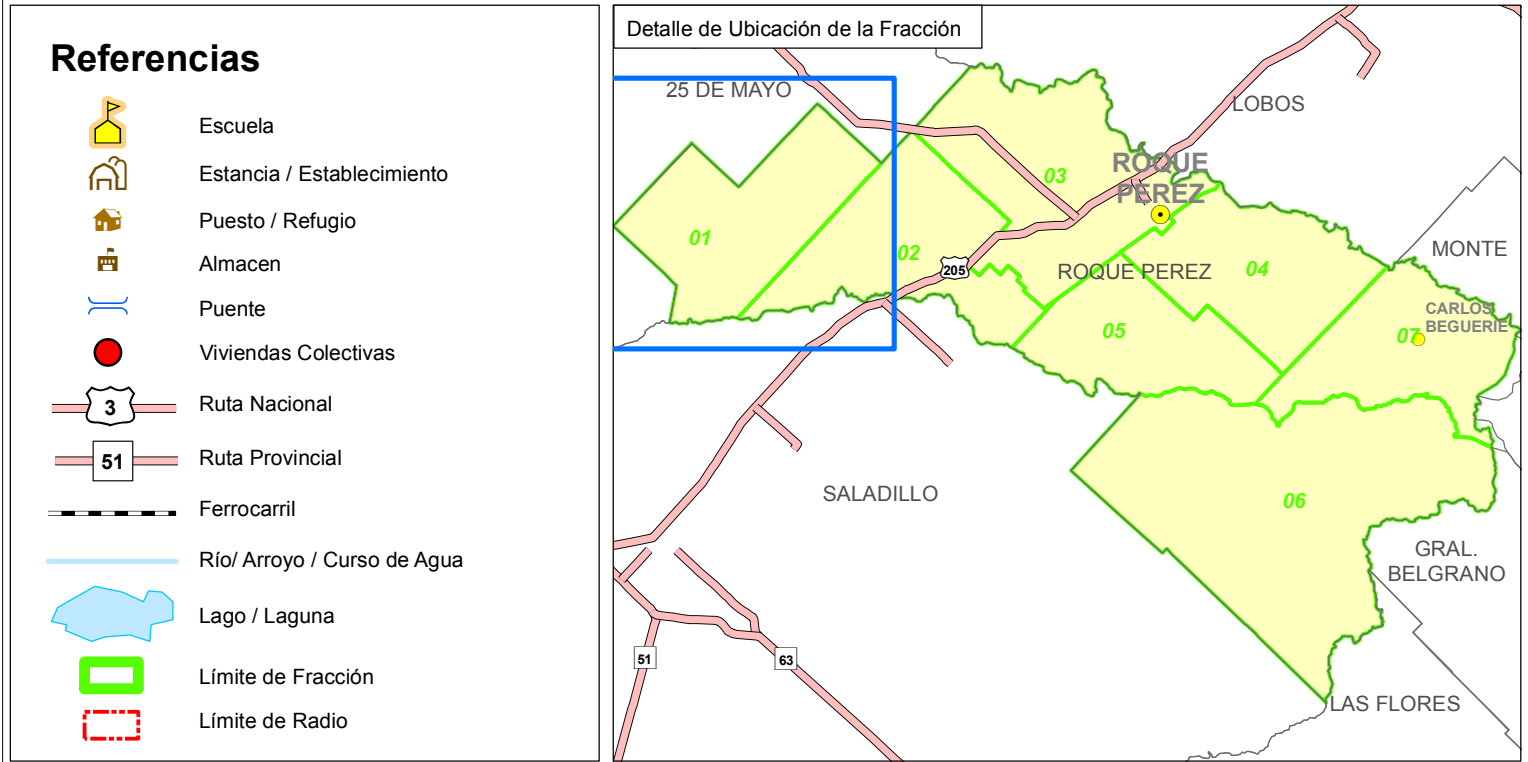 Referencias
Escuela
Estancia / Establecimiento
Puesto / Refugio
Almacen
Puente
Viviendas Colectivas
3
Ruta Nacional
51
Ruta Provincial
Ferrocarril
Río/ Arroyo / Curso de Agua
Lago / Laguna
Límite de Fracción
Límite de Radio
Detalle de Ubicación de la Fracción
25 DE MAYO
LOBOS
ROQUE
PEREZ
03
01
02
205
ROQUE PEREZ
04
MONTE
CARLOS
BEGUERIE
05
07
SALADILLO
06
GRAL.
BELGRANO
51
63
LAS FLORES